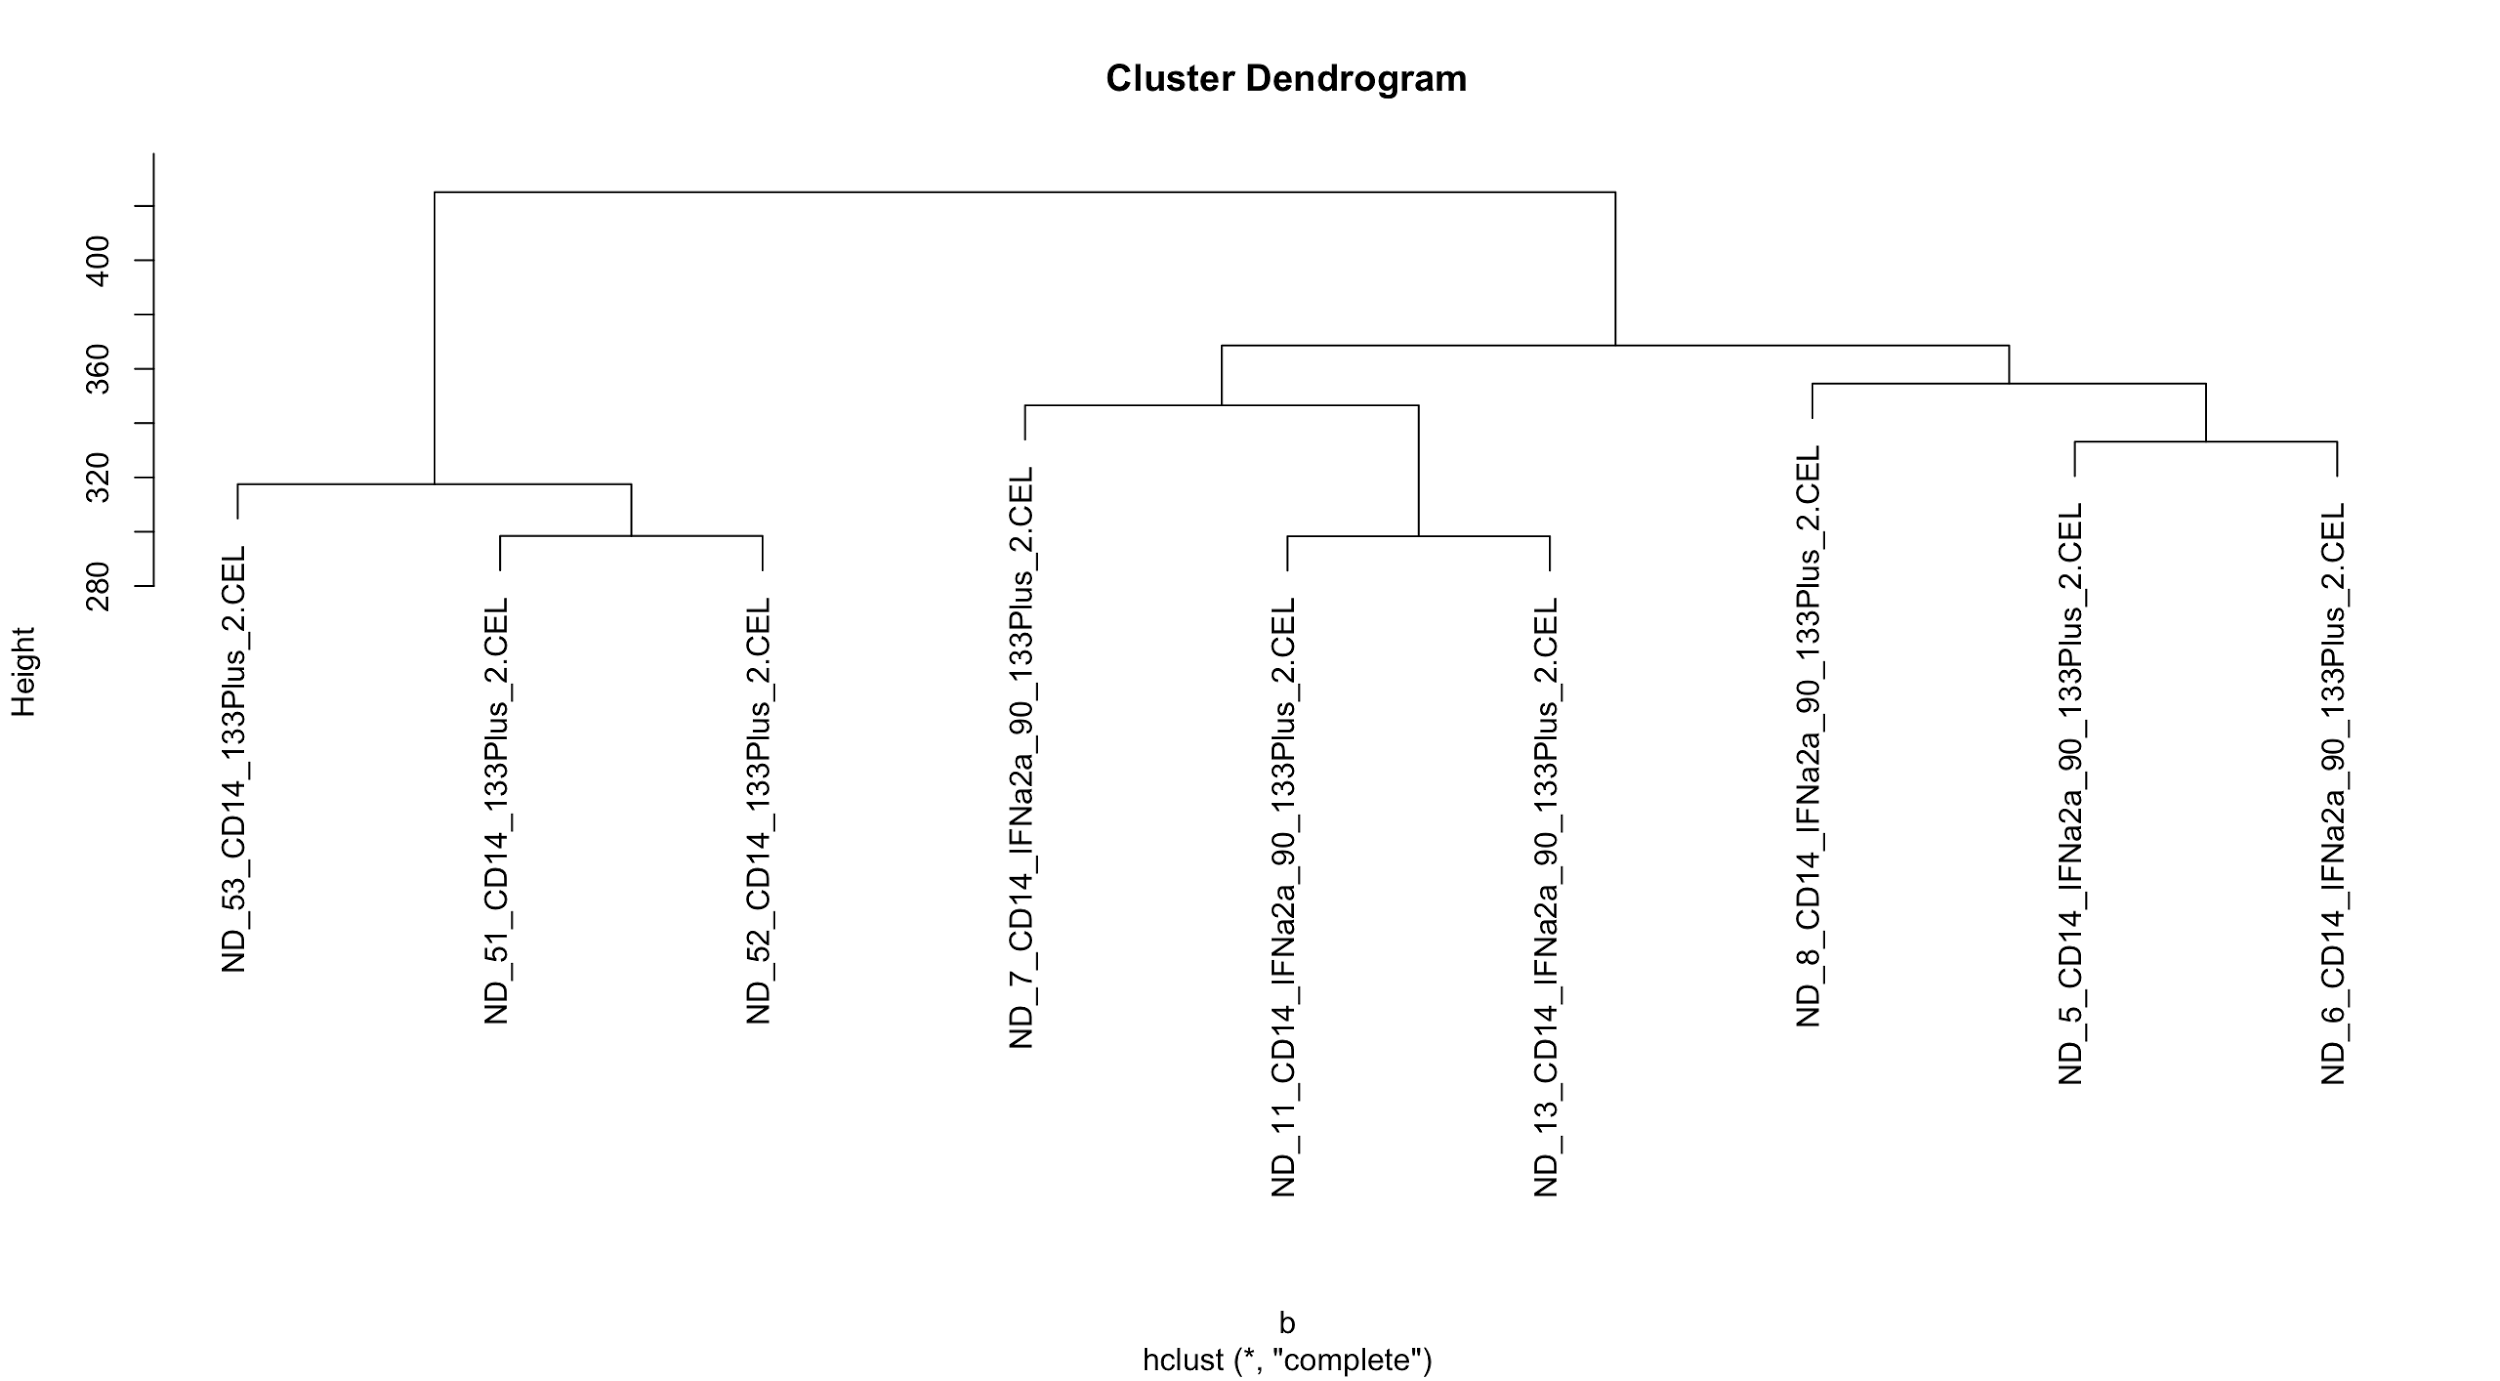 Cluster Dendrogram
Height
400
360
320
280
ND_53_CD14_133Plus_2.CEL
ND_51_CD14_133Plus_2.CEL
ND_52_CD14_133Plus_2.CEL
ND_7_CD14_IFNa2a_90_133Plus_2.CEL
ND_11_CD14_IFNa2a_90_133Plus_2.CEL
ND_13_CD14_IFNa2a_90_133Plus_2.CEL
ND_8_CD14_IFNa2a_90_133Plus_2.CEL
ND_5_CD14_IFNa2a_90_133Plus_2.CEL
ND_6_CD14_IFNa2a_90_133Plus_2.CEL
b
hclust (*, "complete")